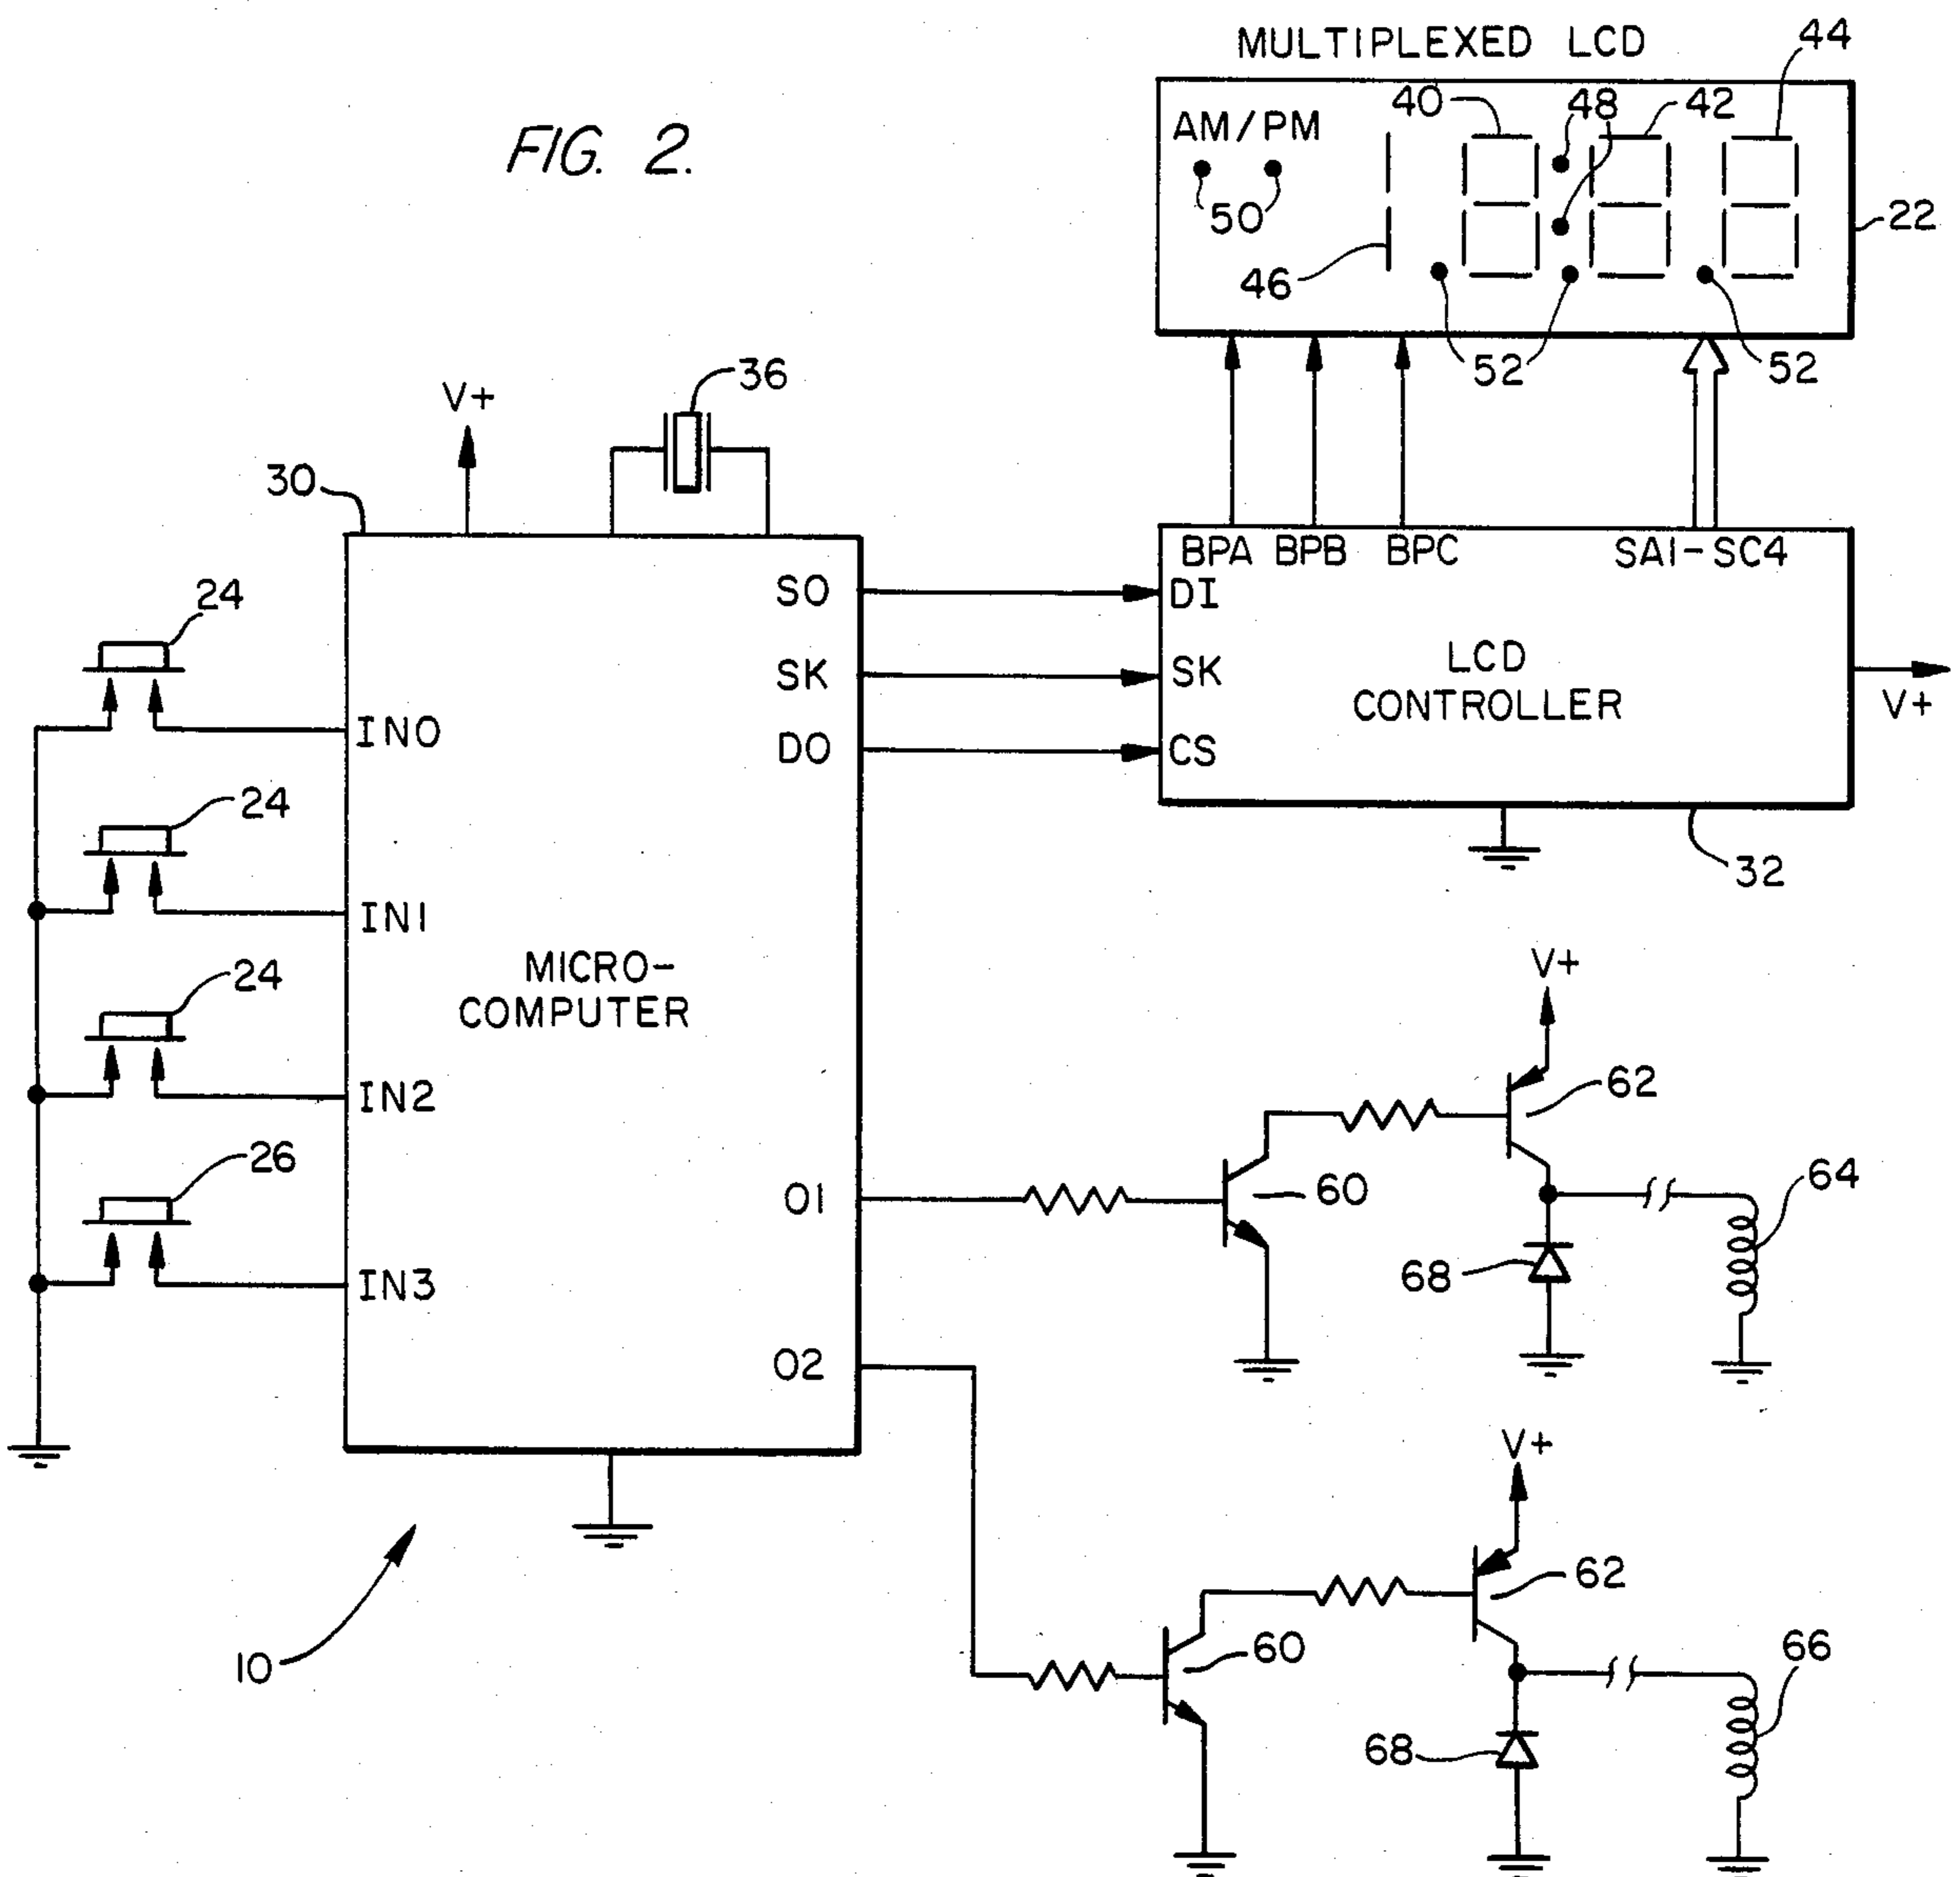 FIG. 2.
MULTIPLEXED LCD
44
AM/PM
40
48
42
50
46
22
52
52
V+
36
30
BPA BPB BPC SA1-SC4
SO
DI
SK
SK
DO
CS
LCD
CONTROLLER
V+
32
24
IN0
24
IN1
24
IN2
26
IN3
MICRO-
COMPUTER
O1
O2
V+
62
60
64
68
V+
62
60
66
68
10